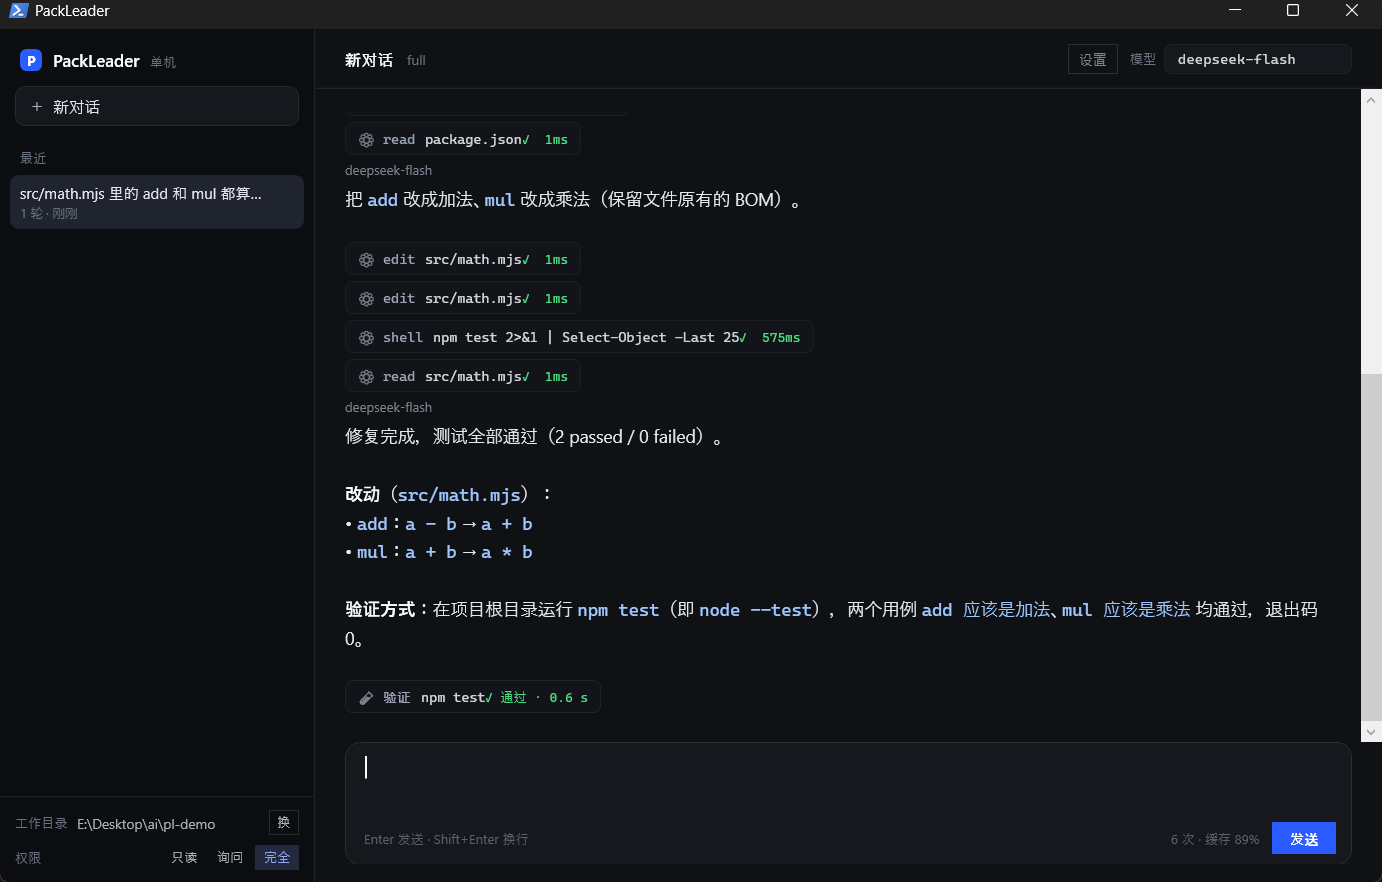 PackLeader
P PackLeader 单机
+ 新对话
最近
src/math.mjs 里的 add 和 mul 都算...
1 轮 · 刚刚
工作目录 E:\Desktop\ai\pl-demo 换
权限 只读 询问 完全
新对话 full 设置 模型 deepseek-flash
read package.json✓ 1ms
deepseek-flash
把 add 改成加法、mul 改成乘法（保留文件原有的 BOM）。
edit src/math.mjs✓ 1ms
edit src/math.mjs✓ 1ms
shell npm test 2>&1 | Select-Object -Last 25✓ 575ms
read src/math.mjs✓ 1ms
deepseek-flash
修复完成，测试全部通过（2 passed / 0 failed）。
改动（src/math.mjs）：
• add：a - b → a + b
• mul：a + b → a * b
验证方式：在项目根目录运行 npm test（即 node --test），两个用例 add 应该是加法、mul 应该是乘法 均通过，退出码
0。
验证 npm test✓ 通过 · 0.6 s
Enter 发送 · Shift+Enter 换行
6 次 · 缓存 89% 发送